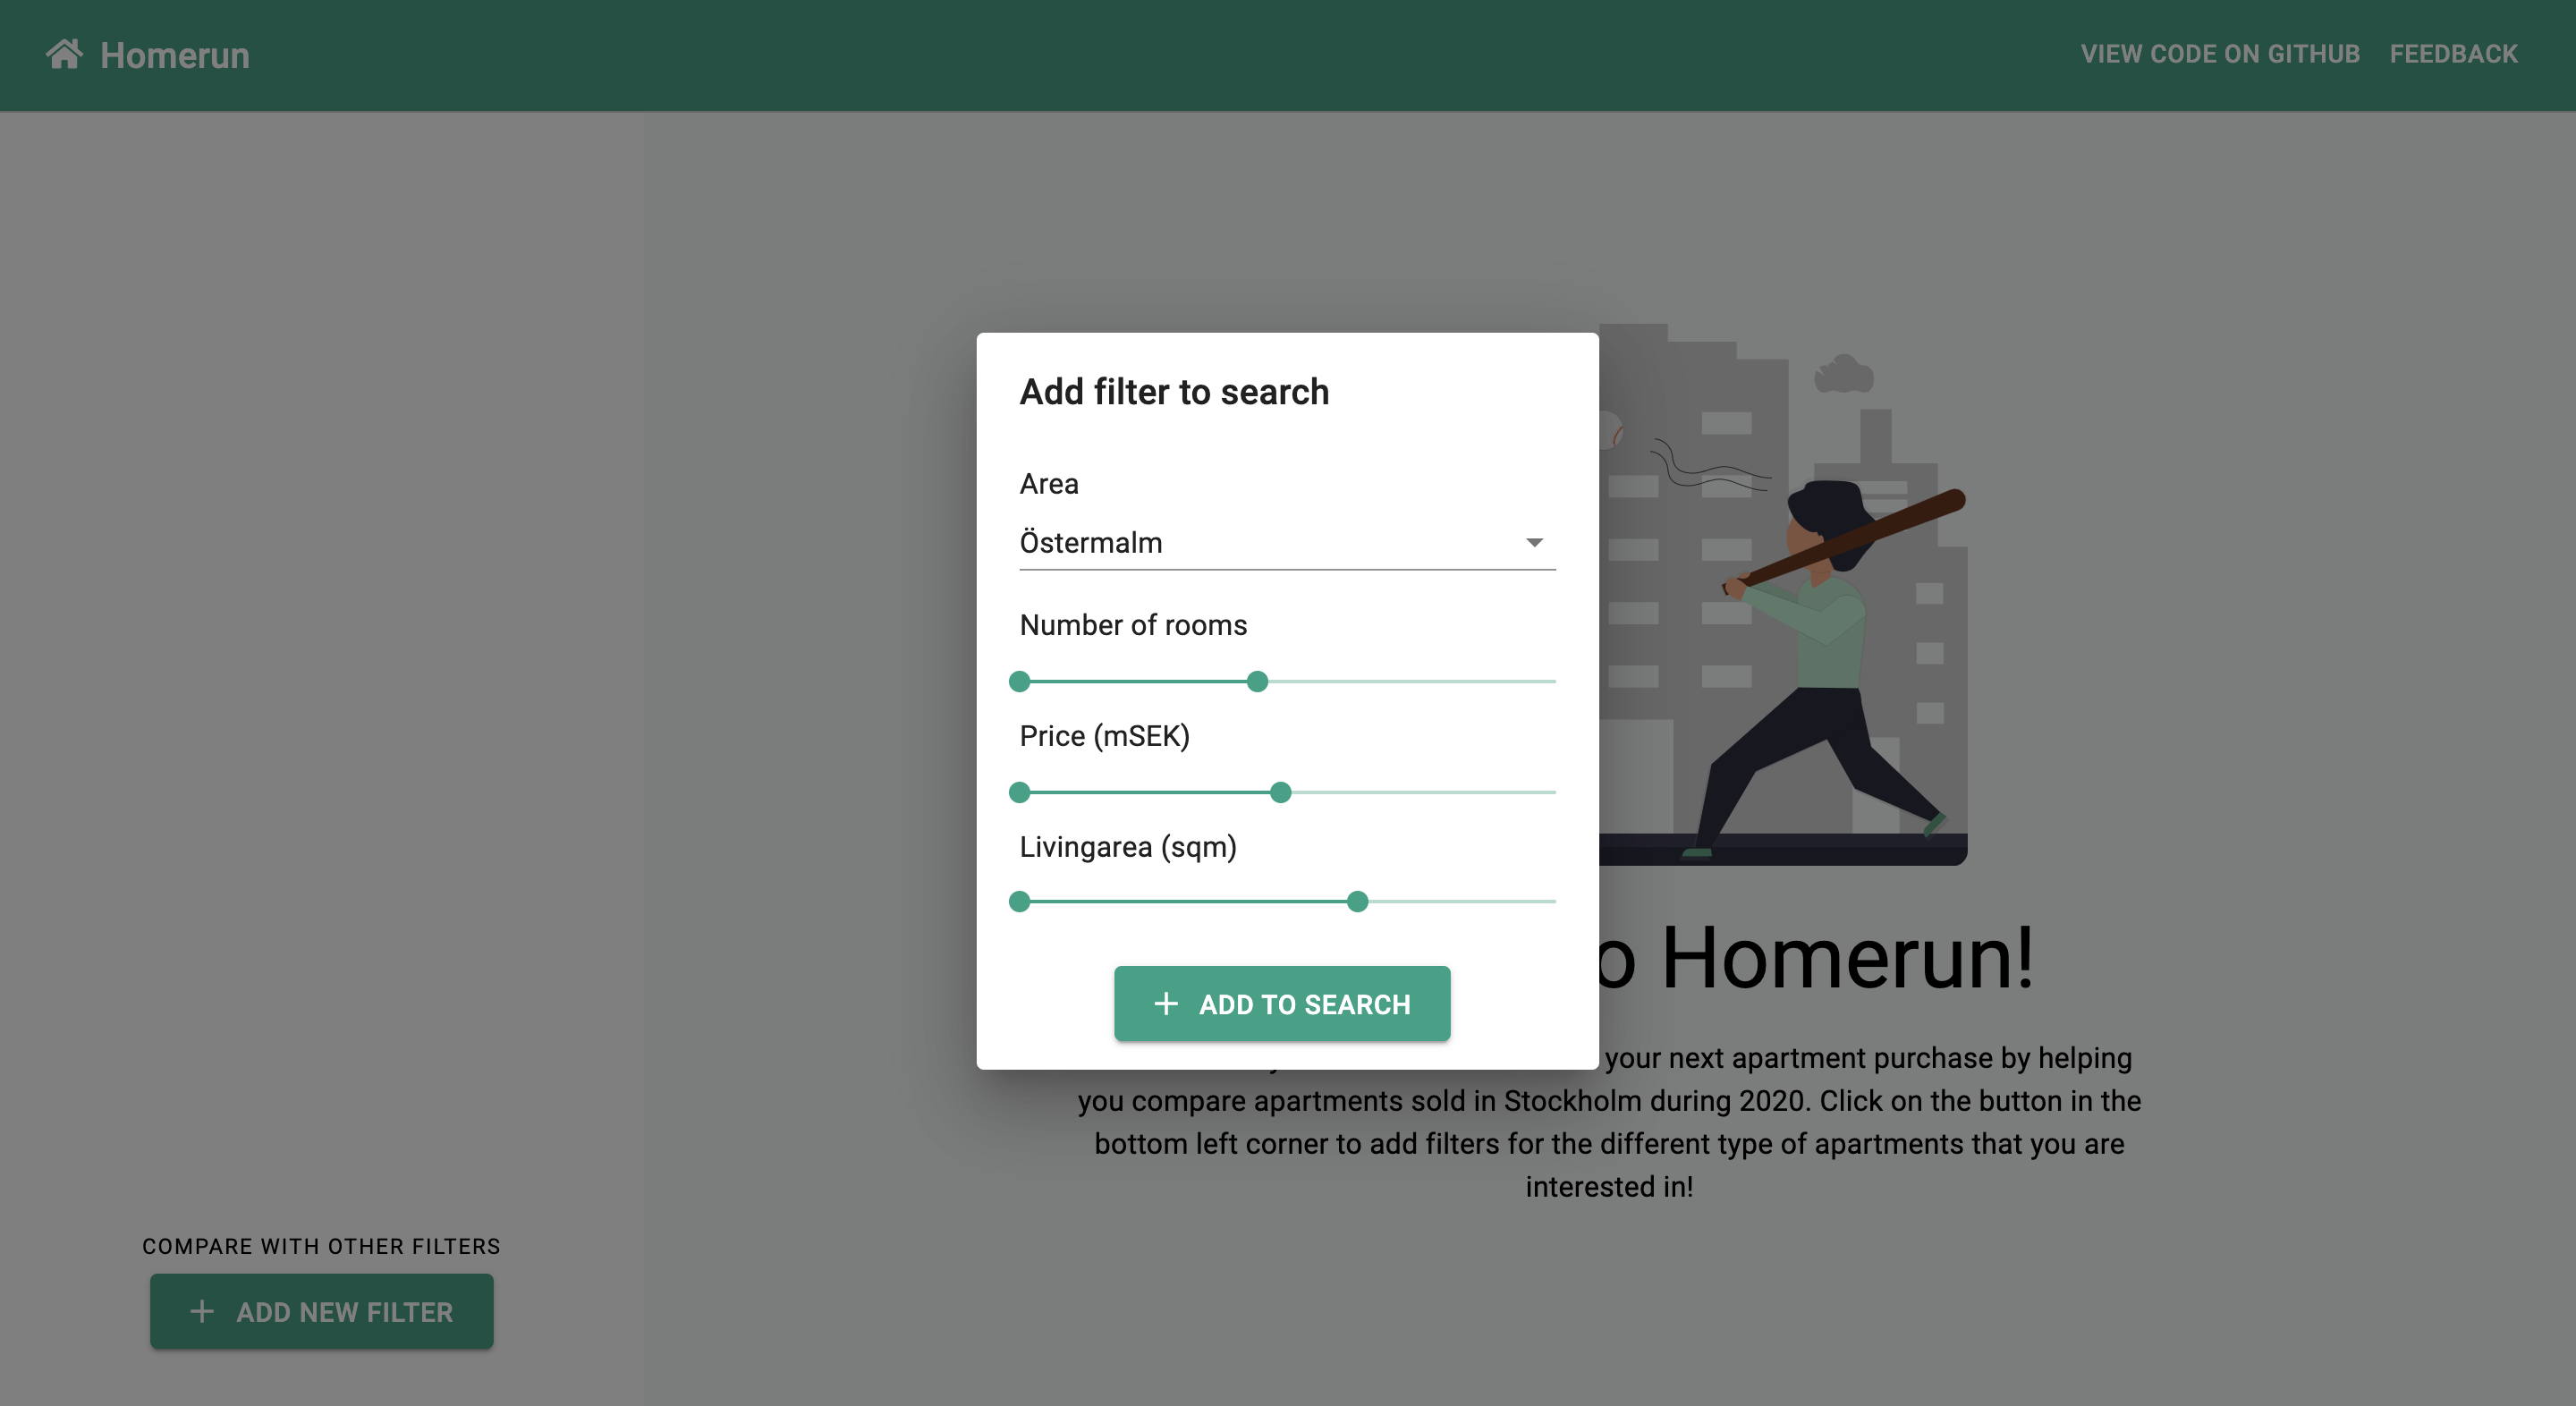 Homerun
VIEW CODE ON GITHUB FEEDBACK
Add filter to search
Area
Östermalm
Number of rooms
Price (mSEK)
Livingarea (sqm)
+ ADD TO SEARCH
o Homerun!
your next apartment purchase by helping
you compare apartments sold in Stockholm during 2020. Click on the button in the
bottom left corner to add filters for the different type of apartments that you are
interested in!
COMPARE WITH OTHER FILTERS
+ ADD NEW FILTER